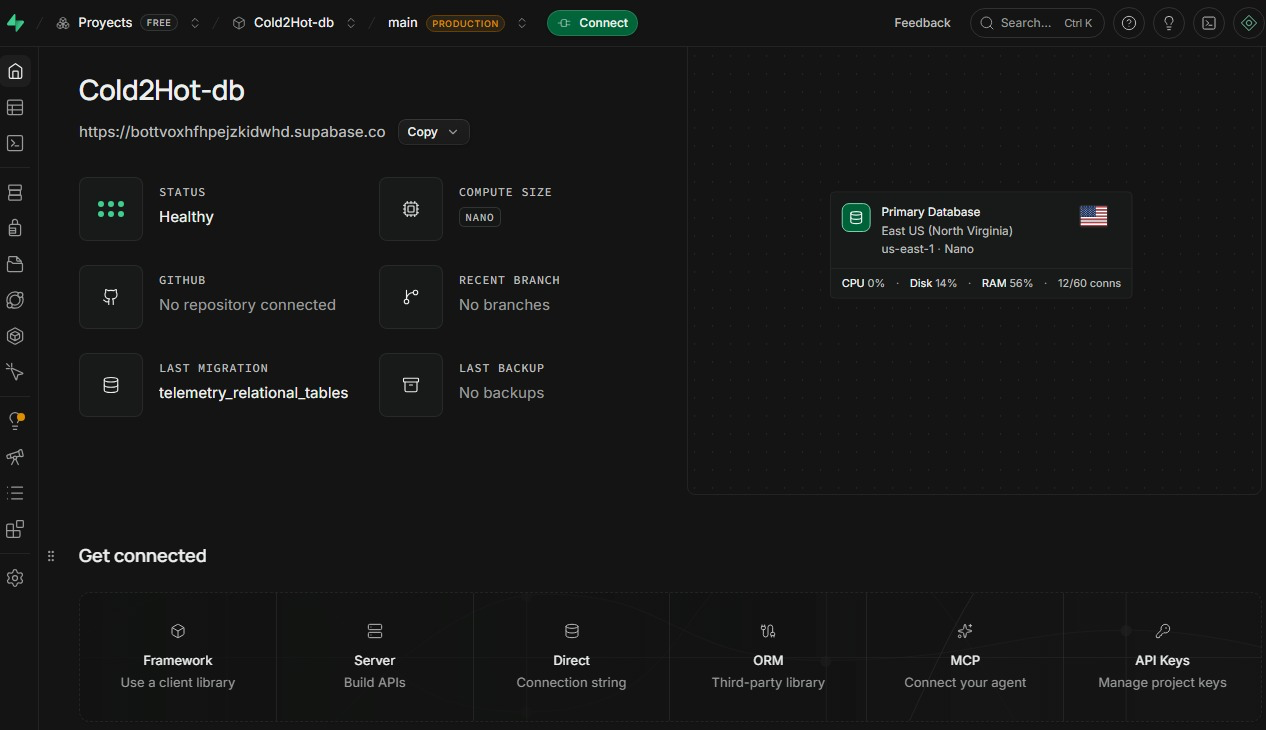 Proyects FREE Cold2Hot-db main PRODUCTION Connect Feedback Search... Ctrl K
Cold2Hot-db
https://bottvoxhfhpejzkidwhd.supabase.co Copy
STATUS
Healthy
COMPUTE SIZE
NANO
GITHUB
No repository connected
RECENT BRANCH
No branches
LAST MIGRATION
telemetry_relational_tables
LAST BACKUP
No backups
Primary Database
East US (North Virginia)
us-east-1 · Nano
CPU 0% · Disk 14% · RAM 56% · 12/60 conns
Get connected
Framework
Use a client library
Server
Build APIs
Direct
Connection string
ORM
Third-party library
MCP
Connect your agent
API Keys
Manage project keys